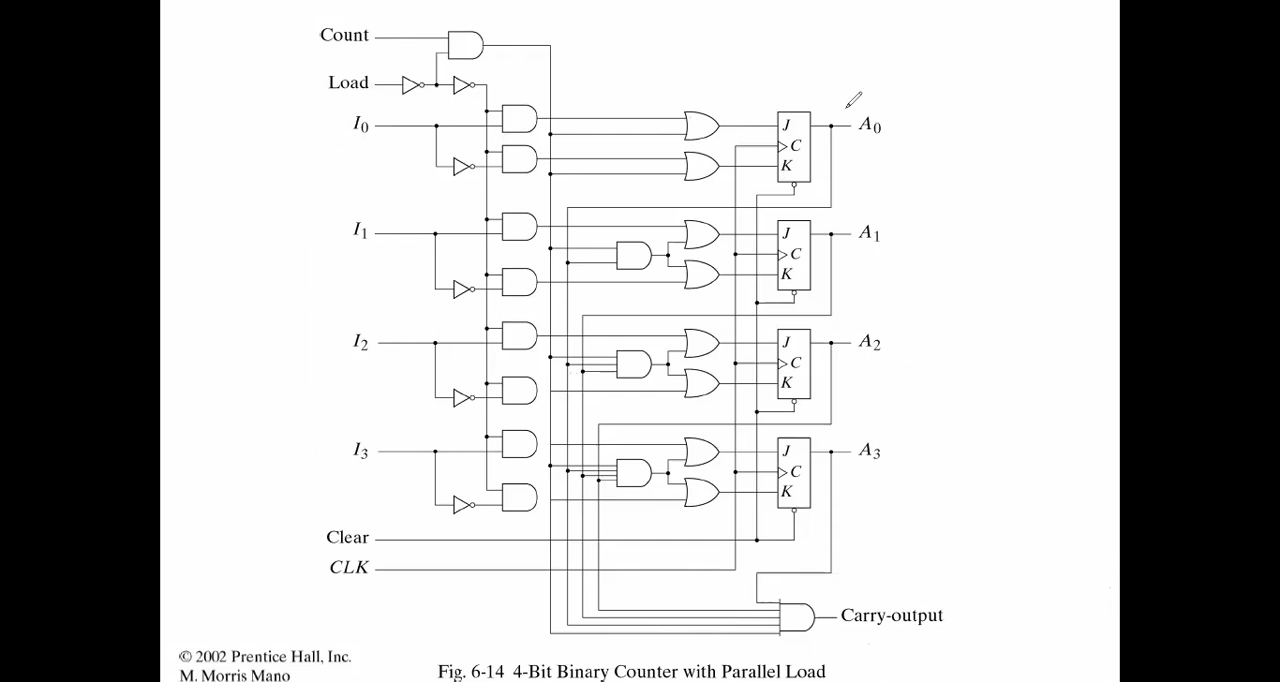 Count
Load
I0
J
A0
C
K
I1
J
A1
C
K
I2
J
A2
C
K
I3
J
A3
C
K
Clear
CLK
Carry-output
© 2002 Prentice Hall, Inc.
M. Morris Mano
Fig. 6-14 4-Bit Binary Counter with Parallel Load